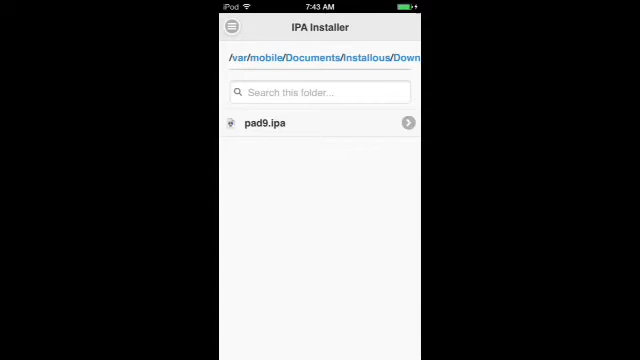 iPod 7:43 AM
IPA Installer
/var/mobile/Documents/Installous/Down
Search this folder...
pad9.ipa